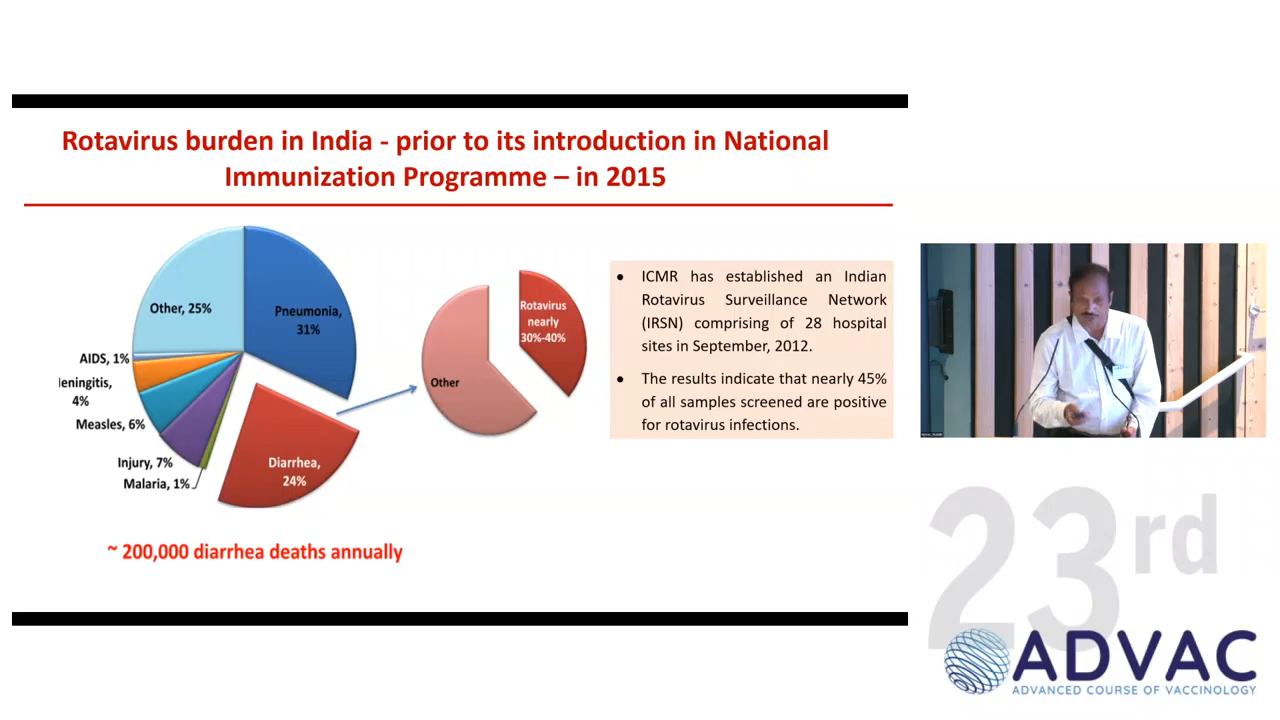 Rotavirus burden in India - prior to its introduction in National
Immunization Programme – in 2015
Other, 25%
Pneumonia,
31%
AIDS, 1%
leningitis,
4%
Measles, 6%
Injury, 7%
Malaria, 1%
Diarrhea,
24%
Rotavirus
nearly
30%-40%
Other
~ 200,000 diarrhea deaths annually
● ICMR has established an Indian
Rotavirus Surveillance Network
(IRSN) comprising of 28 hospital
sites in September, 2012.
● The results indicate that nearly 45%
of all samples screened are positive
for rotavirus infections.
23rd
ADVAC
ADVANCED COURSE OF VACCINOLOGY